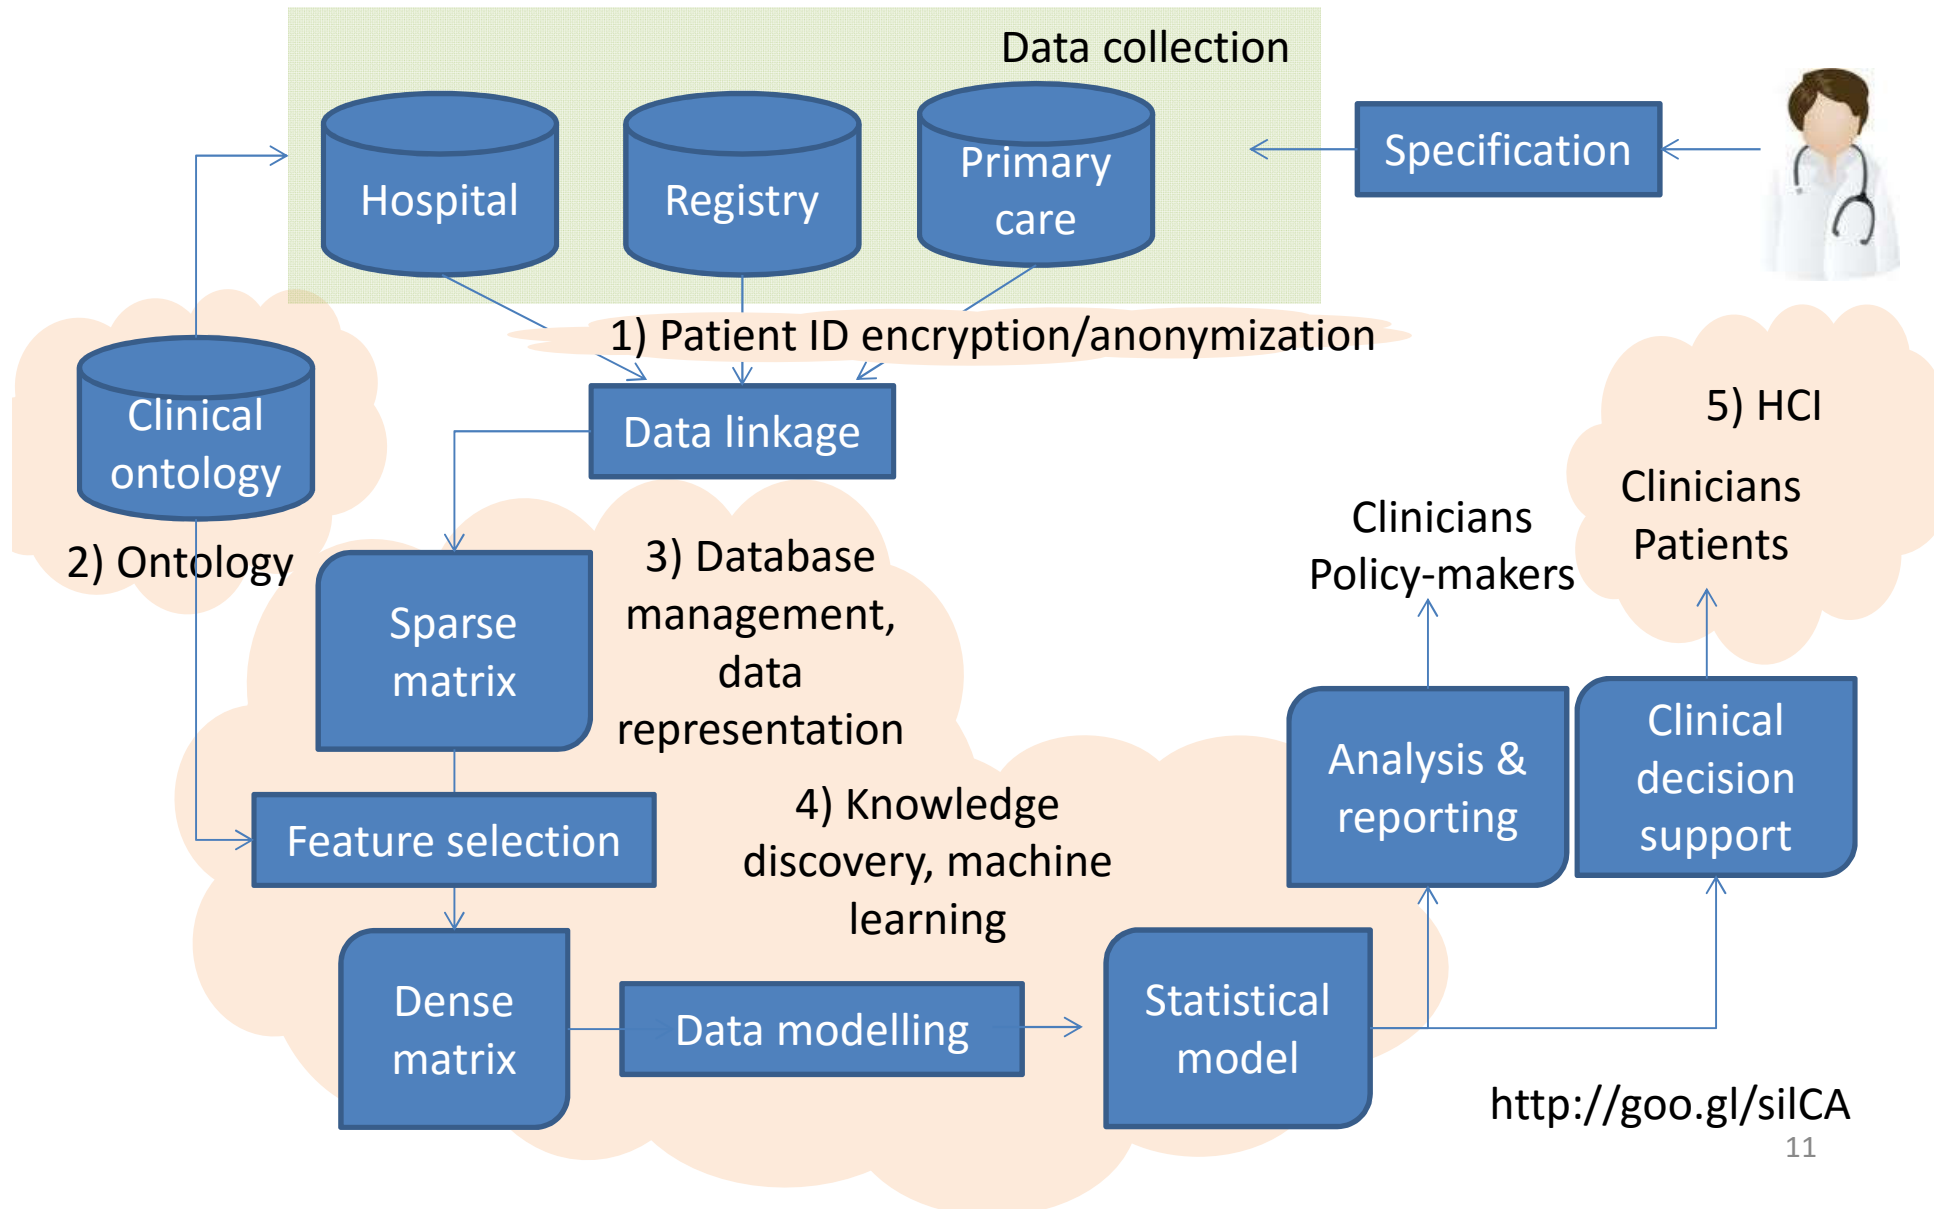 Data collection
Hospital
Registry
Primary
care
Specification
1) Patient ID encryption/anonymization
Clinical
ontology
2) Ontology
Data linkage
5) HCI
Clinicians
Patients
Clinicians
Policy-makers
Sparse
matrix
3) Database
management,
data
representation
Analysis &
reporting
Clinical
decision
support
4) Knowledge
discovery, machine
learning
Feature selection
Dense
matrix
Data modelling
Statistical
model
http://goo.gl/silCA
11